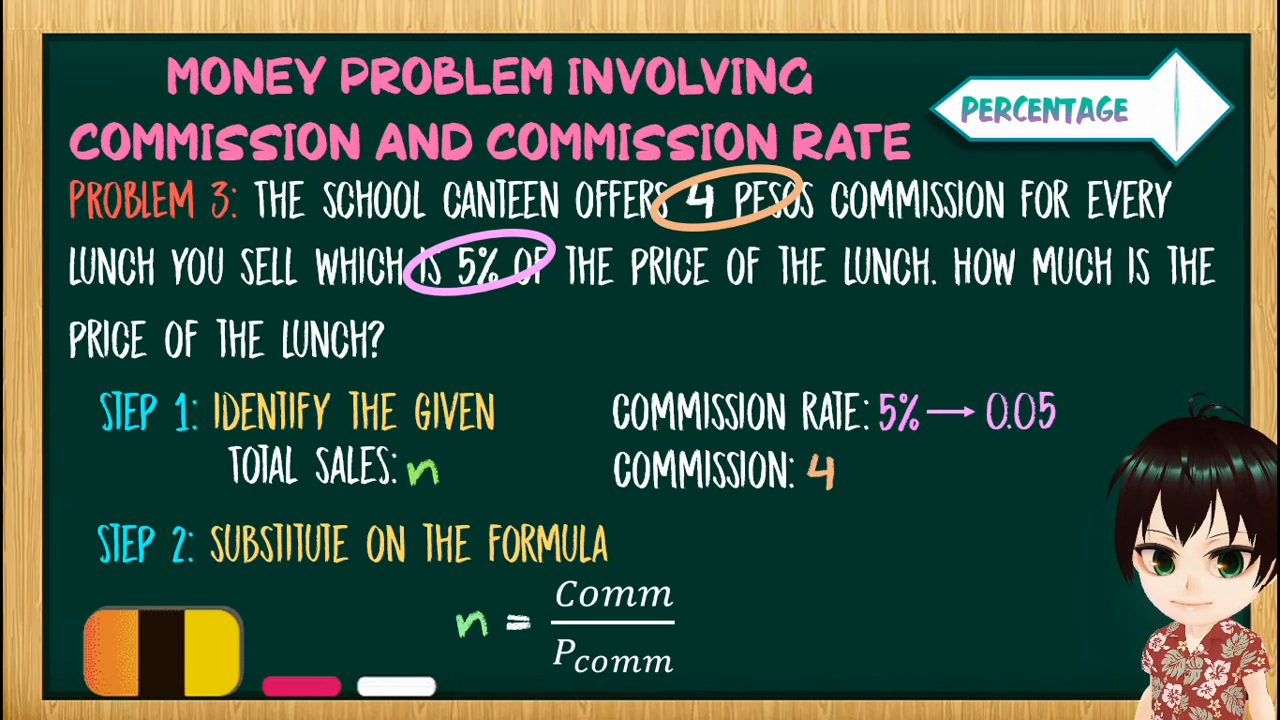 MONEY PROBLEM INVOLVING
COMMISSION AND COMMISSION RATE
PERCENTAGE
PROBLEM 3: THE SCHOOL CANTEEN OFFERS 4 PESOS COMMISSION FOR EVERY
LUNCH YOU SELL WHICH IS 5% OF THE PRICE OF THE LUNCH. HOW MUCH IS THE
PRICE OF THE LUNCH?
STEP 1: IDENTIFY THE GIVEN
COMMISSION RATE: 5% → 0.05
TOTAL SALES: n
COMMISSION: 4
STEP 2: SUBSTITUTE ON THE FORMULA
n = Comm
Pcomm